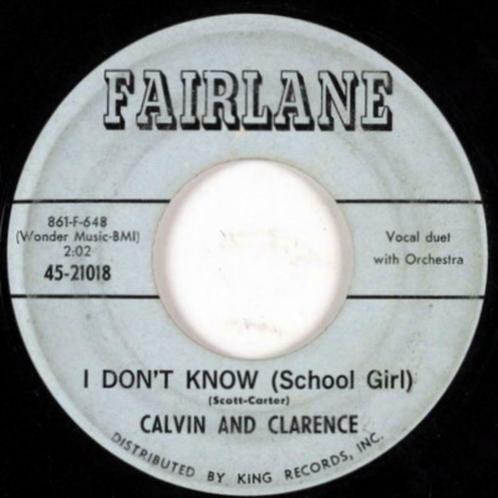 FAIRLANE
861-F-648
(Wonder Music-BMI)
2:02
45-21018
Vocal duet
with Orchestra
I DON'T KNOW (School Girl)
(Scott-Carter)
CALVIN AND CLARENCE
DISTRIBUTED BY KING RECORDS, INC.